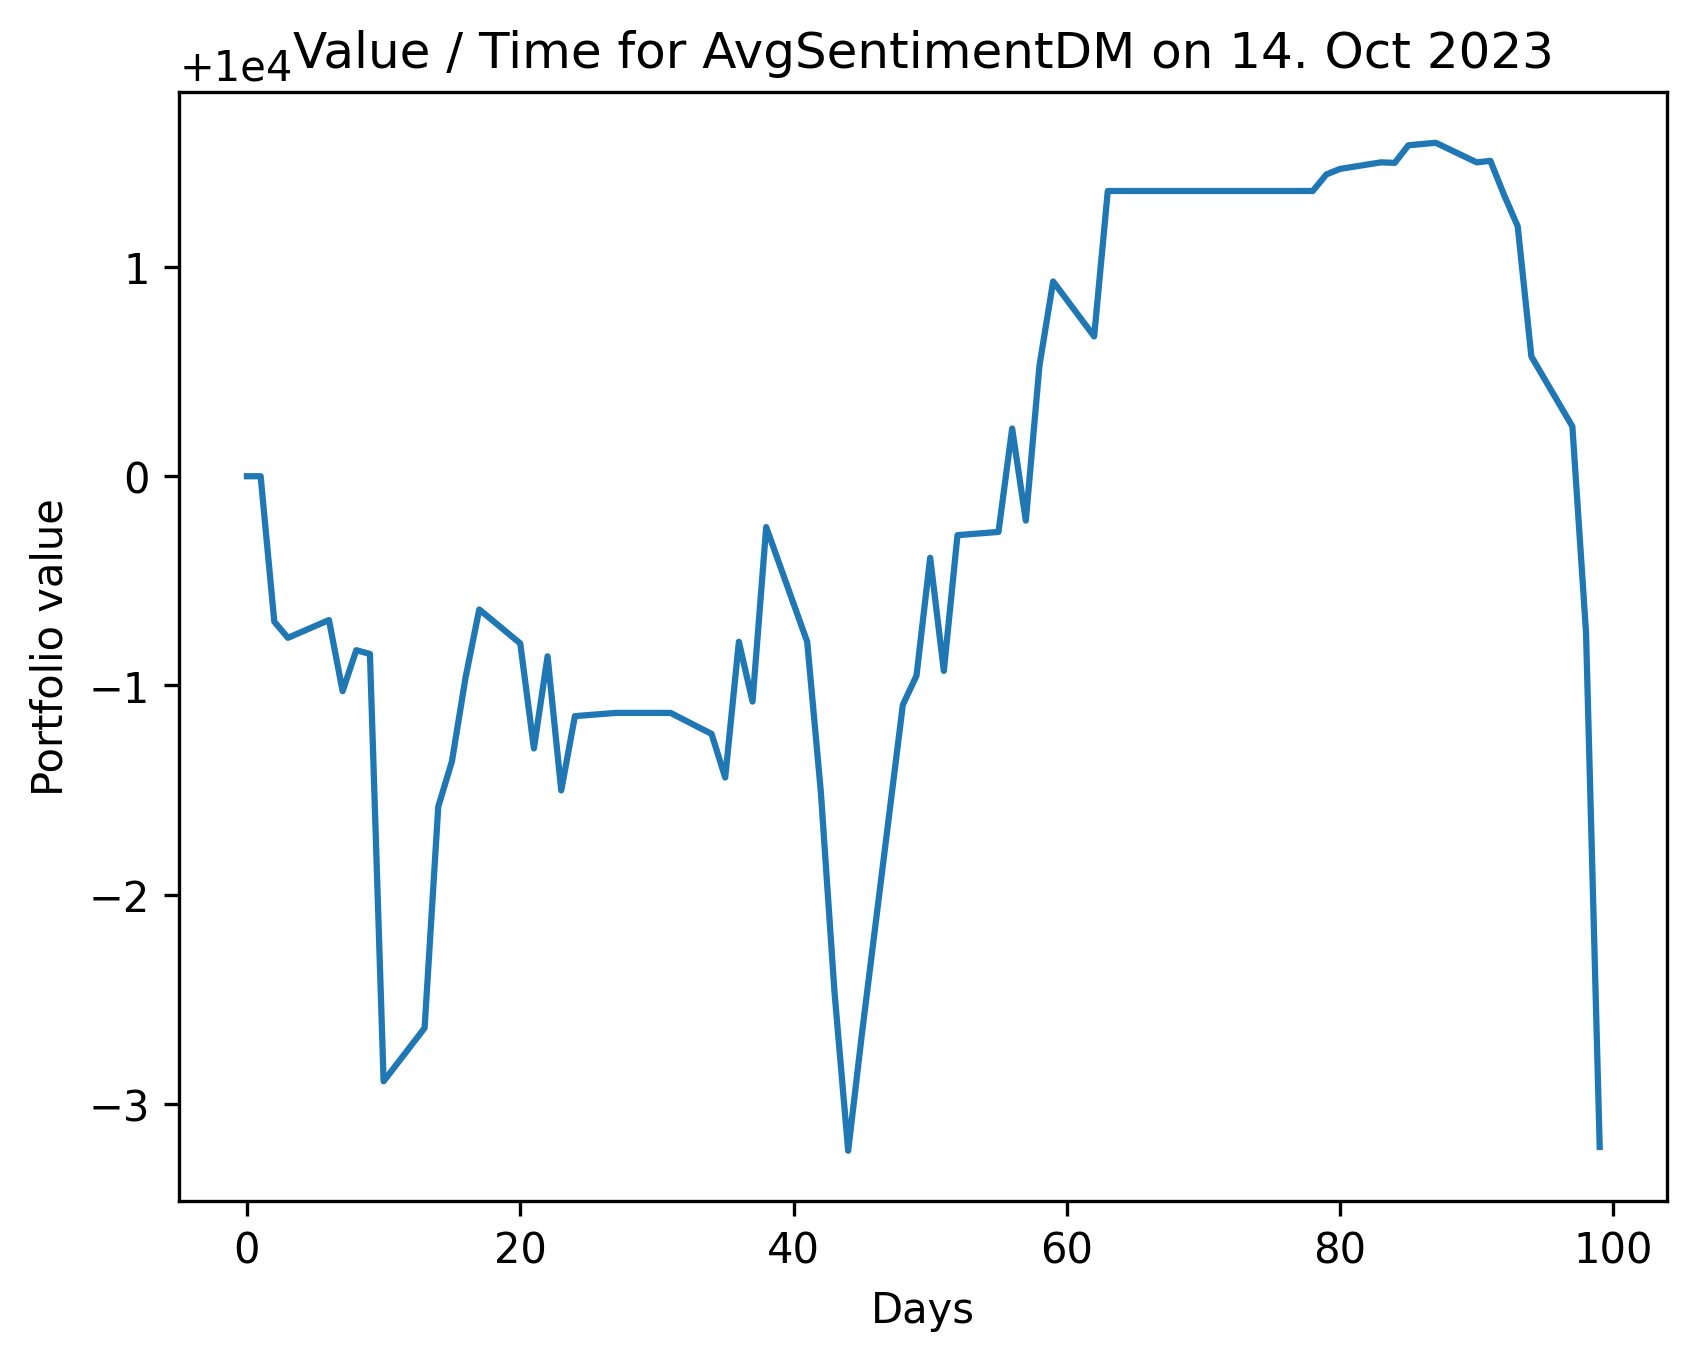 Value / Time for AvgSentimentDM on 14. Oct 2023
+1e4
1
0
−1
−2
−3
Portfolio value
0 20 40 60 80 100
Days